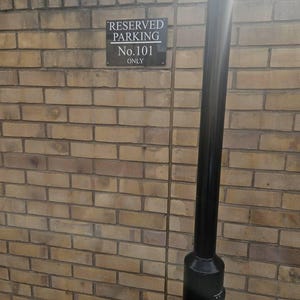 RESERVED
PARKING
No.101
ONLY